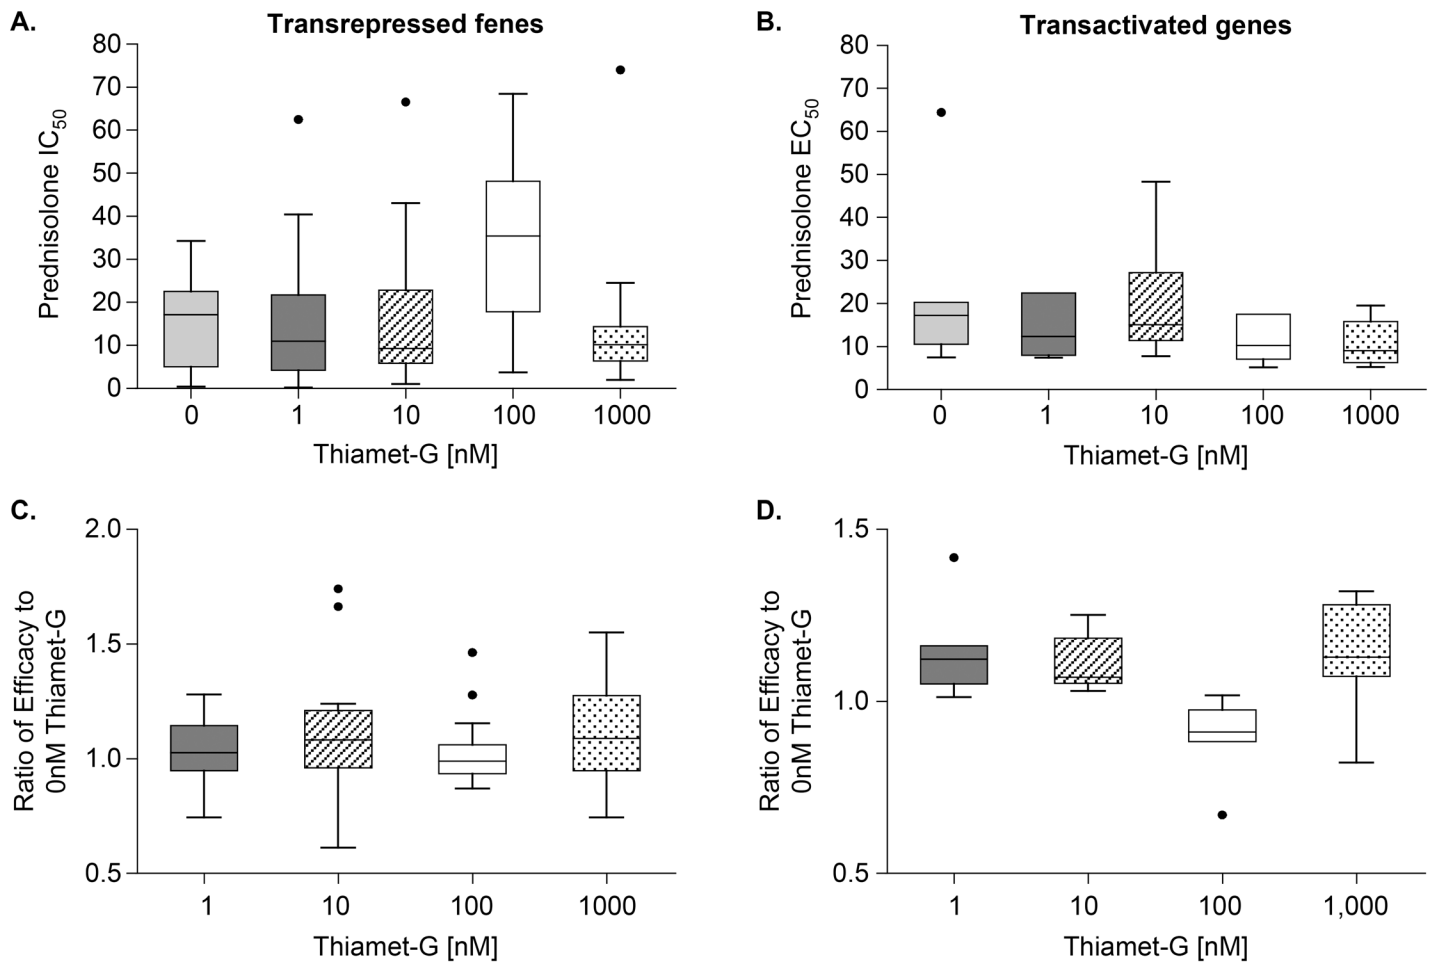 A.
Transrepressed fenes
80
70
60
50
40
30
20
10
0
Prednisolone IC50
0 1 10 100 1000
Thiamet-G [nM]
B.
Transactivated genes
80
70
60
50
40
30
20
10
0
Prednisolone EC50
0 1 10 100 1000
Thiamet-G [nM]
C.
2.0
1.5
1.0
0.5
Ratio of Efficacy to
0nM Thiamet-G
1 10 100 1000
Thiamet-G [nM]
D.
1.5
1.0
0.5
Ratio of Efficacy to
0nM Thiamet-G
1 10 100 1,000
Thiamet-G [nM]